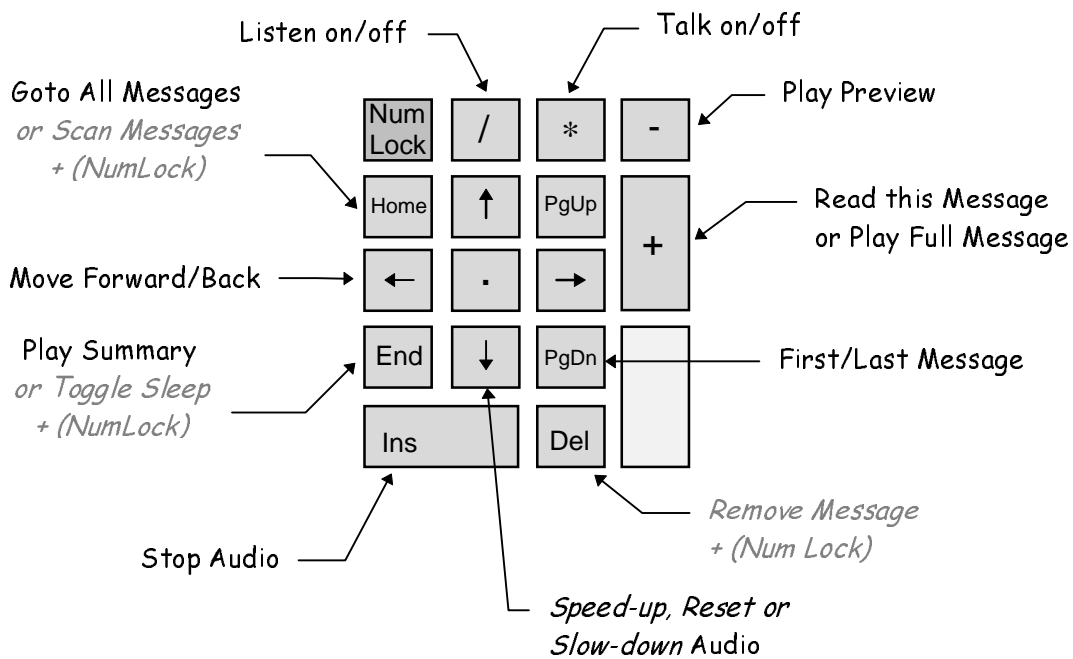 Listen on/off
Talk on/off
Goto All Messages
or Scan Messages
+ (NumLock)
Play Preview
Num
Lock
/
*
-
Home
↑
PgUp
+
Read this Message
or Play Full Message
Move Forward/Back
←
.
→
Play Summary
or Toggle Sleep
+ (NumLock)
End
↓
PgDn
First/Last Message
Ins
Del
Remove Message
+ (Num Lock)
Stop Audio
Speed-up, Reset or
Slow-down Audio